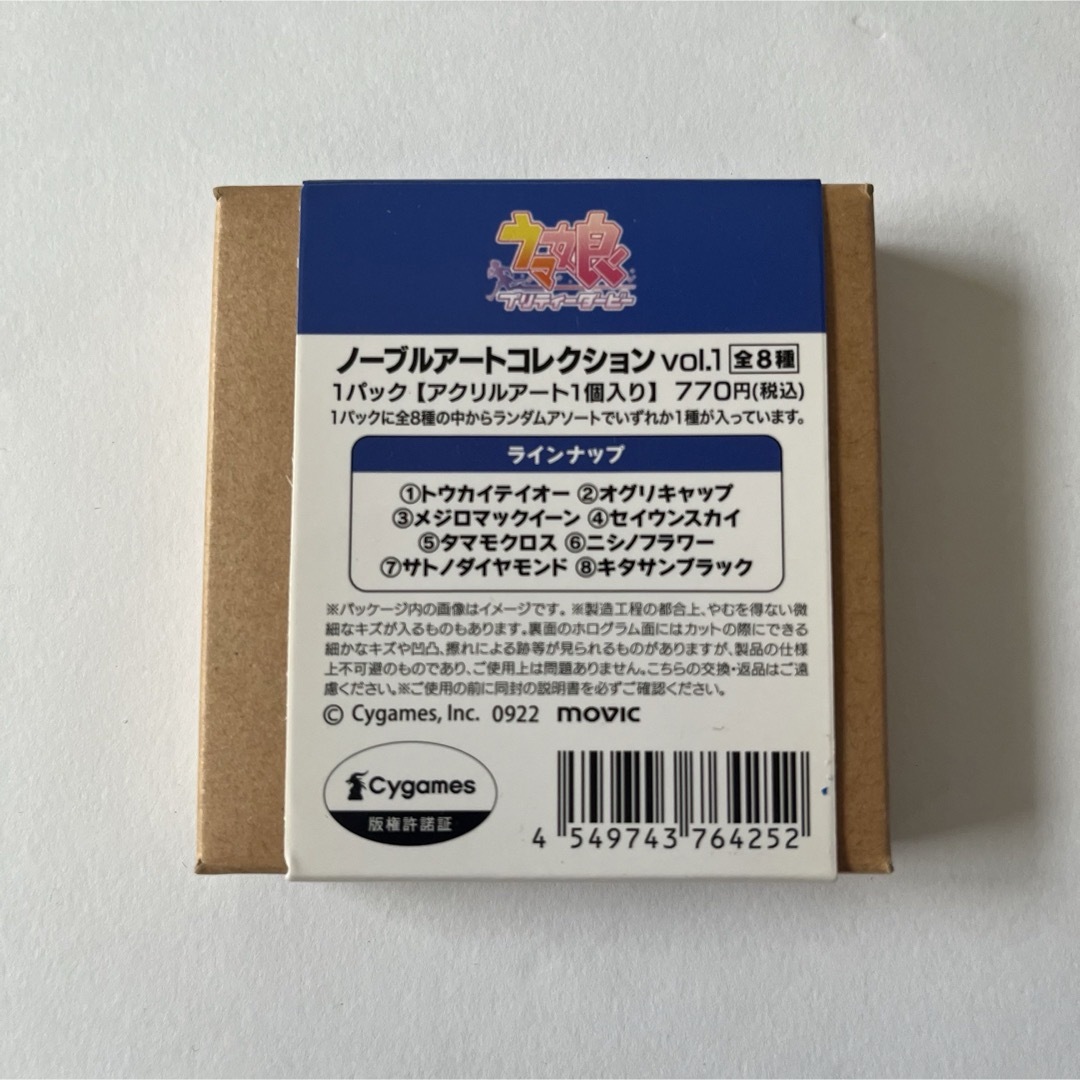 ウマ娘
プリティーダービー
ノーブルアートコレクション vol.1 全8種
1パック【アクリルアート1個入り】 770円(税込)
1パックに全8種の中からランダムアソートでいずれか1種が入っています。
ラインナップ
①トウカイテイオー ②オグリキャップ
③メジロマックイーン ④セイウンスカイ
⑤タマモクロス ⑥ニシノフラワー
⑦サトノダイヤモンド ⑧キタサンブラック
※パッケージ内の画像はイメージです。※製造工程の都合上、やむを得ない微
細なキズが入るものもあります。裏面のホログラム面にはカットの際にできる
細かなキズや凹凸、擦れによる跡等が見られるものがありますが、製品の仕様
上不可避のものであり、ご使用上は問題ありません。こちらの交換・返品はご遠
慮ください。※ご使用の前に同封の説明書を必ずご確認ください。
© Cygames, Inc. 0922 movic
Cygames
版権許諾証
4 549743 764252